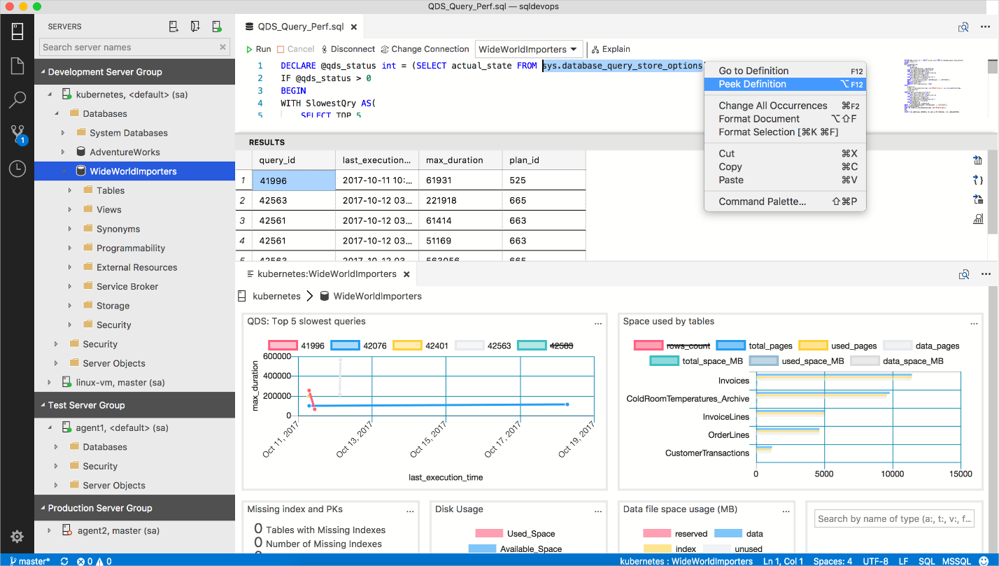 QDS_Query_Perf.sql — sqldevops
SERVERS
Search server names
Development Server Group
kubernetes, <default> (sa)
Databases
System Databases
AdventureWorks
WideWorldImporters
Tables
Views
Synonyms
Programmability
External Resources
Service Broker
Storage
Security
Security
Server Objects
linux-vm, master (sa)
Test Server Group
agent1, <default> (sa)
Databases
Security
Server Objects
Production Server Group
agent2, master (sa)
1
QDS_Query_Perf.sql
Run Cancel Disconnect Change Connection WideWorldImporters Explain
1 DECLARE @qds_status int = (SELECT actual_state FROM sys.database_query_store_options
2 IF @qds_status > 0
3 BEGIN
4 WITH SlowestQry AS(
5 SELECT TOP 5
Go to Definition F12
Peek Definition ⌥F12
Change All Occurrences ⌘F2
Format Document ⌥⇧F
Format Selection [⌘K ⌘F]
Cut ⌘X
Copy ⌘C
Paste ⌘V
Command Palette... ⇧⌘P
RESULTS
query_id last_execution... max_duration plan_id
1 41996 2017-10-11 10:... 61931 525
2 42563 2017-10-12 03... 221918 665
3 42561 2017-10-12 03... 61414 663
4 42561 2017-10-12 03... 51169 663
5 42563 2017-10-12 03... 563056 665
kubernetes:WideWorldImporters
kubernetes WideWorldImporters
QDS: Top 5 slowest queries
41996 42076 42401 42563 42583
600000
400000
200000
0
max_duration
Oct 11, 2017
Oct 13, 2017
Oct 15, 2017
Oct 17, 2017
Oct 19, 2017
last_execution_time
Space used by tables
rows_count total_pages used_pages data_pages
total_space_MB used_space_MB data_space_MB
Invoices
ColdRoomTemperatures_Archive
InvoiceLines
OrderLines
CustomerTransactions
0 5000 10000 15000
Missing index and PKs
0 Tables with Missing Indexes
0 Number of Missing Indexes
Disk Usage
Used_Space
Available_Space
Data file space usage (MB)
reserved data
index unused
Search by name of type (a:, t:, v:, f...
master* 0 0
kubernetes : WideWorldImporters Ln 1, Col 1 Spaces: 4 UTF-8 LF SQL MSSQL